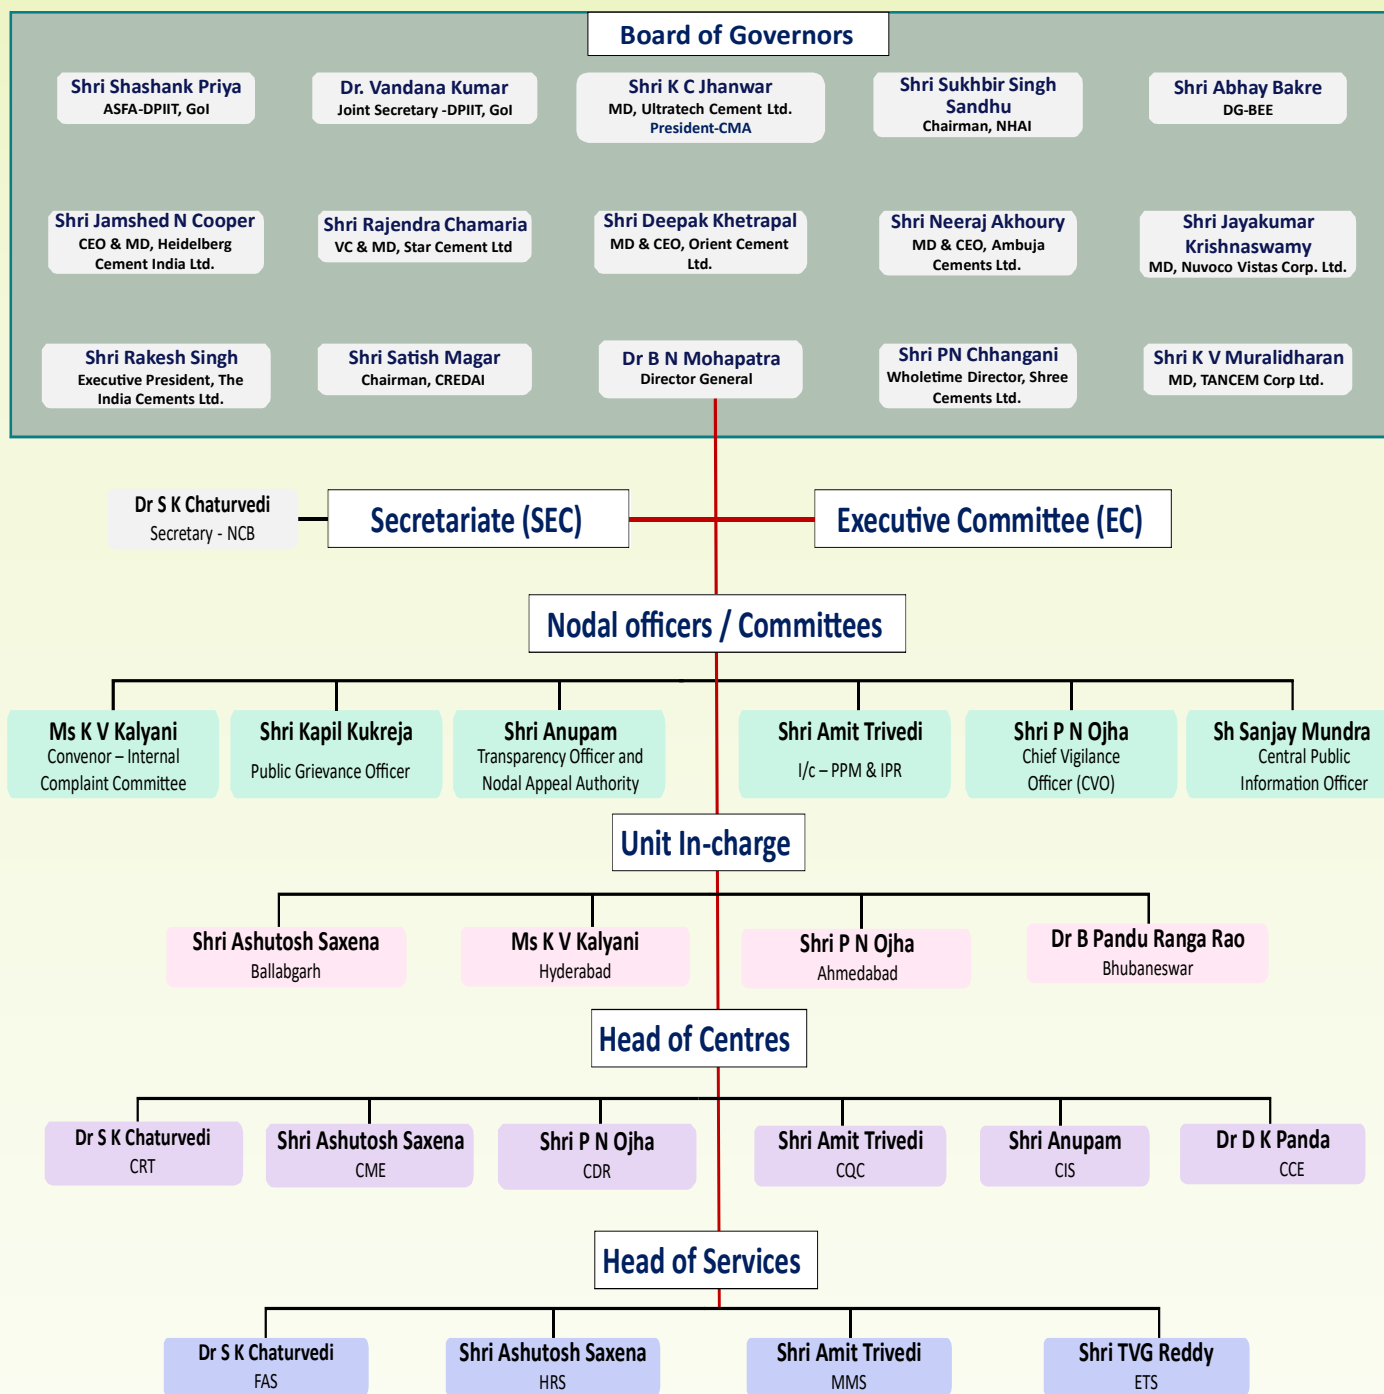 Board of Governors
Shri Shashank Priya
ASFA-DPIIT, GoI
Dr. Vandana Kumar
Joint Secretary -DPIIT, GoI
Shri K C Jhanwar
MD, Ultratech Cement Ltd.
President-CMA
Shri Sukhbir Singh
Sandhu
Chairman, NHAI
Shri Abhay Bakre
DG-BEE
Shri Jamshed N Cooper
CEO & MD, Heidelberg
Cement India Ltd.
Shri Rajendra Chamaria
VC & MD, Star Cement Ltd
Shri Deepak Khetrapal
MD & CEO, Orient Cement
Ltd.
Shri Neeraj Akhoury
MD & CEO, Ambuja
Cements Ltd.
Shri Jayakumar
Krishnaswamy
MD, Nuvoco Vistas Corp. Ltd.
Shri Rakesh Singh
Executive President, The
India Cements Ltd.
Shri Satish Magar
Chairman, CREDAI
Dr B N Mohapatra
Director General
Shri PN Chhangani
Wholetime Director, Shree
Cements Ltd.
Shri K V Muralidharan
MD, TANCEM Corp Ltd.
Dr S K Chaturvedi
Secretary - NCB
Secretariate (SEC)
Executive Committee (EC)
Nodal officers / Committees
Ms K V Kalyani
Convenor – Internal
Complaint Committee
Shri Kapil Kukreja
Public Grievance Officer
Shri Anupam
Transparency Officer and
Nodal Appeal Authority
Shri Amit Trivedi
I/c – PPM & IPR
Shri P N Ojha
Chief Vigilance
Officer (CVO)
Sh Sanjay Mundra
Central Public
Information Officer
Unit In-charge
Shri Ashutosh Saxena
Ballabgarh
Ms K V Kalyani
Hyderabad
Shri P N Ojha
Ahmedabad
Dr B Pandu Ranga Rao
Bhubaneswar
Head of Centres
Dr S K Chaturvedi
CRT
Shri Ashutosh Saxena
CME
Shri P N Ojha
CDR
Shri Amit Trivedi
CQC
Shri Anupam
CIS
Dr D K Panda
CCE
Head of Services
Dr S K Chaturvedi
FAS
Shri Ashutosh Saxena
HRS
Shri Amit Trivedi
MMS
Shri TVG Reddy
ETS